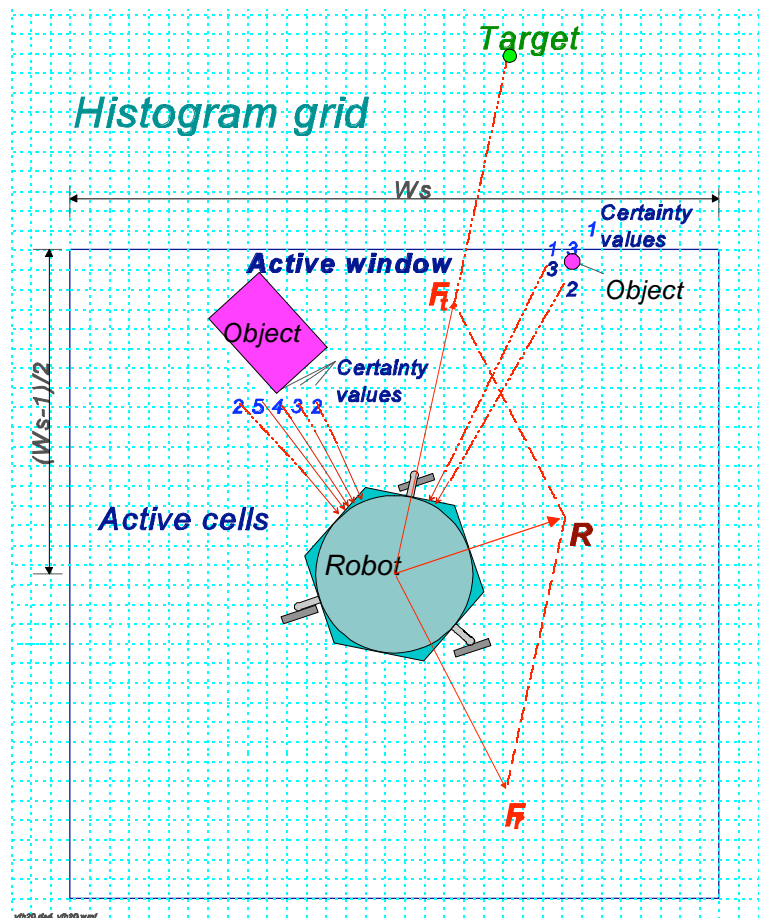 Target
Histogram grid
Ws
Certainty
values
1
1 3
3
2
Object
Active window
Ft
Object
Certainty
values
2 5 4 3 2
(Ws-1)/2
Active cells
Robot
R
Fr